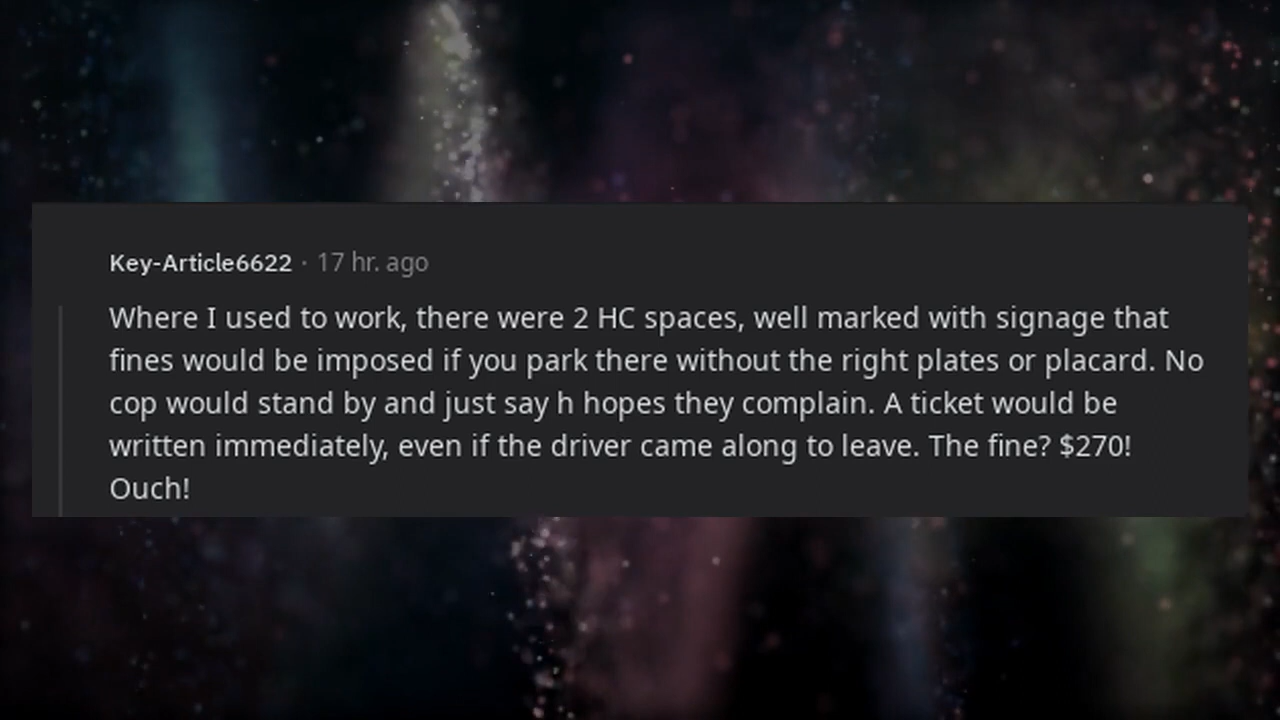 Key-Article6622 · 17 hr. ago
Where I used to work, there were 2 HC spaces, well marked with signage that
fines would be imposed if you park there without the right plates or placard. No
cop would stand by and just say h hopes they complain. A ticket would be
written immediately, even if the driver came along to leave. The fine? $270!
Ouch!